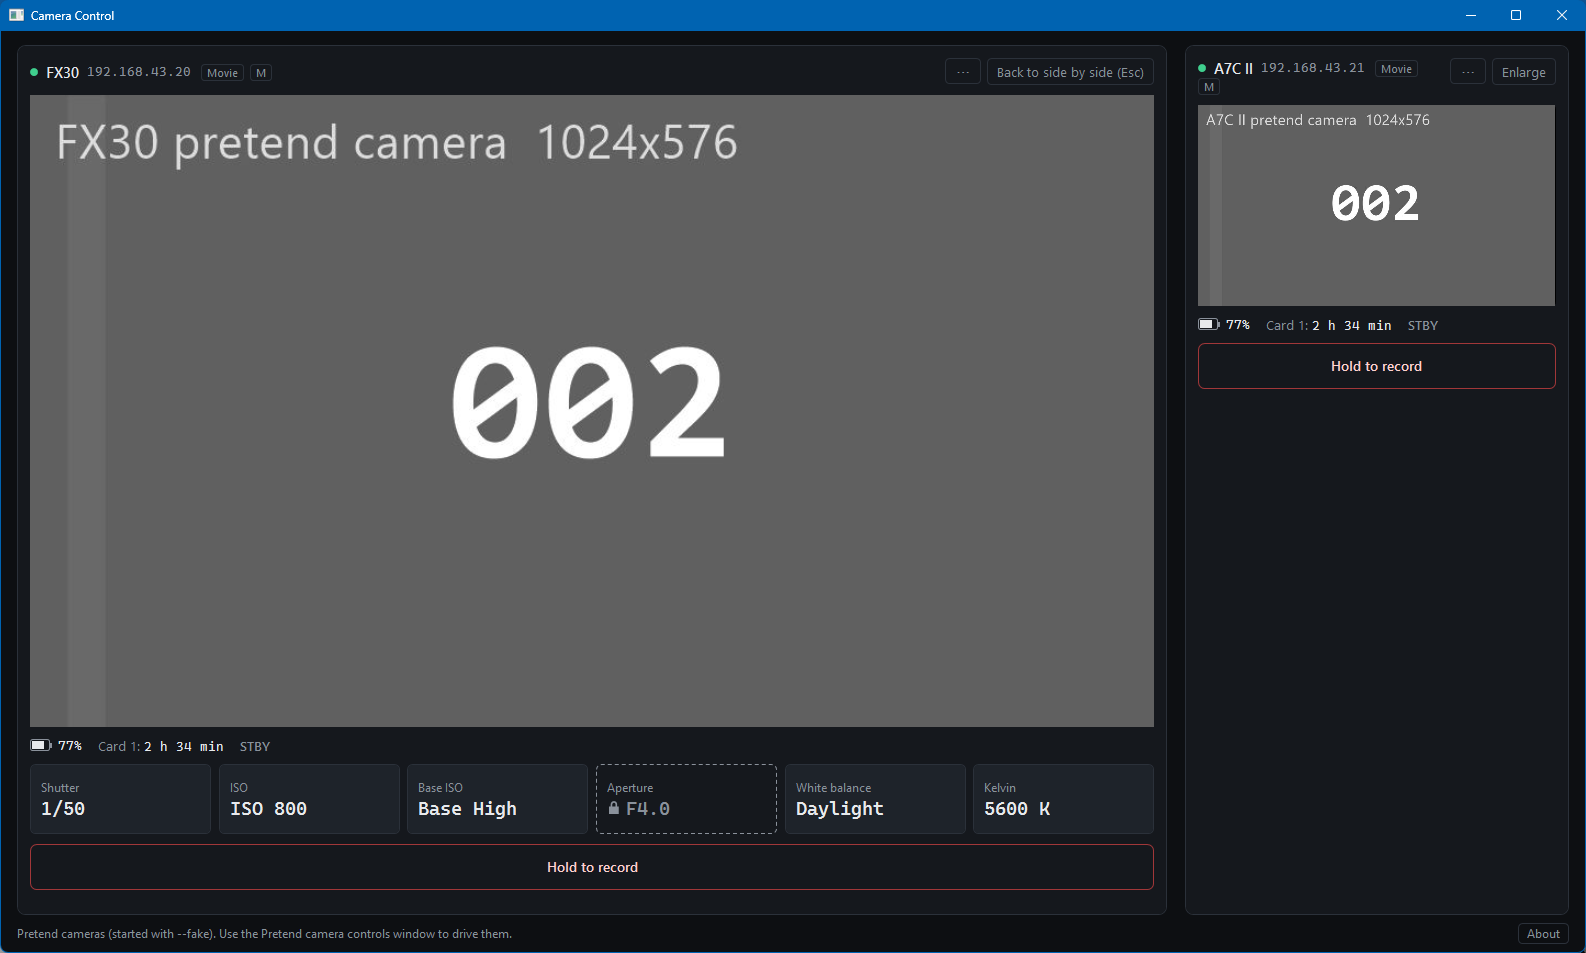 Camera Control
FX30 192.168.43.20 Movie M
··· Back to side by side (Esc)
FX30 pretend camera 1024x576
002
77% Card 1: 2 h 34 min STBY
Shutter
1/50
ISO
ISO 800
Base ISO
Base High
Aperture
F4.0
White balance
Daylight
Kelvin
5600 K
Hold to record
A7C II 192.168.43.21 Movie
M
··· Enlarge
A7C II pretend camera 1024x576
002
77% Card 1: 2 h 34 min STBY
Hold to record
Pretend cameras (started with --fake). Use the Pretend camera controls window to drive them.
About